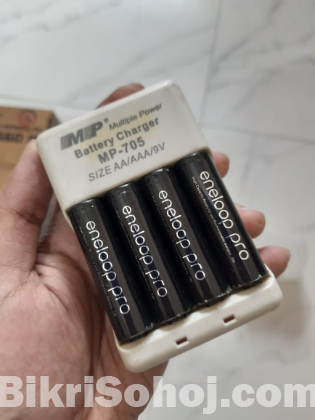 MP® Multiple Power
Battery Charger
MP-705
SIZE AA/AAA/9V
eneloop pro
eneloop pro
eneloop pro
eneloop pro
BikriSohoj.com